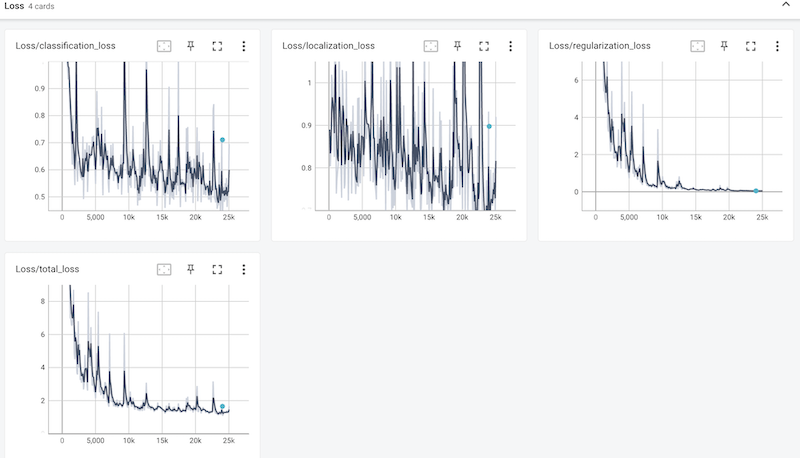 Loss 4 cards
Loss/classification_loss
0.9
0.8
0.7
0.6
0.5
0 5,000 10k 15k 20k 25k
Loss/localization_loss
1
0.9
0.8
0 5,000 10k 15k 20k 25k
Loss/regularization_loss
6
4
2
0
0 5,000 10k 15k 20k 25k
Loss/total_loss
8
6
4
2
0 5,000 10k 15k 20k 25k